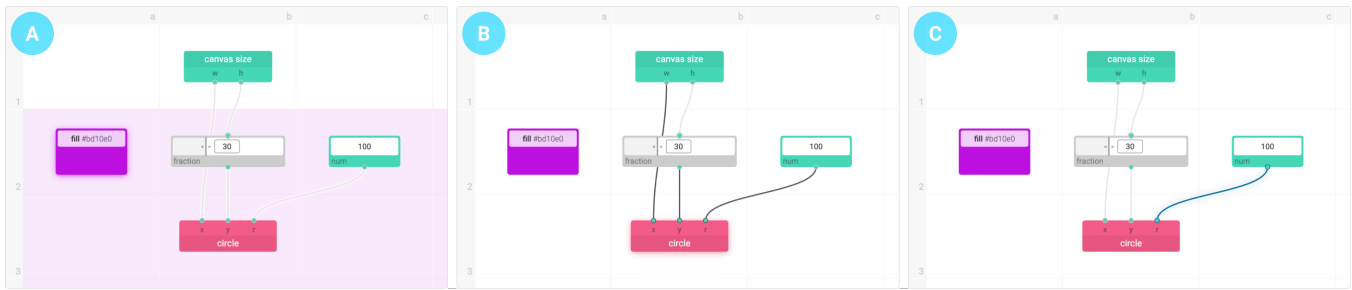 a b c
A
canvas size
w h
1
fill #bd10e0
30
100
fraction
num
2
x y r
circle
3
a b c
B
canvas size
w h
1
fill #bd10e0
30
100
fraction
num
2
x y r
circle
3
a b c
C
canvas size
w h
1
fill #bd10e0
30
100
fraction
num
2
x y r
circle
3